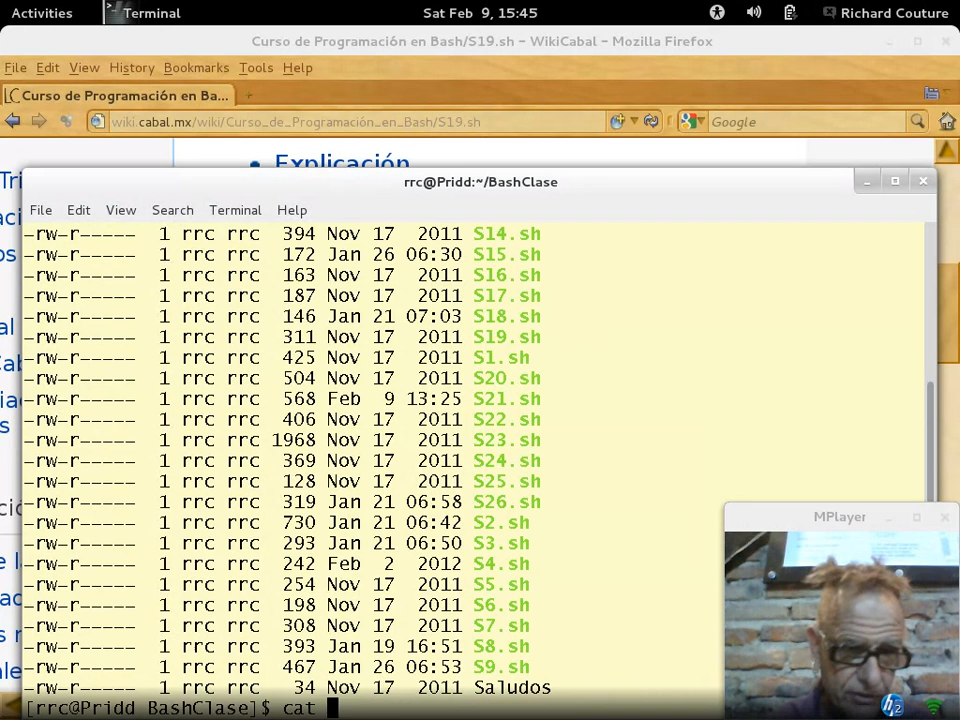 Activities Terminal Sat Feb 9, 15:45 Richard Couture
Curso de Programación en Bash/S19.sh - WikiCabal - Mozilla Firefox
File Edit View History Bookmarks Tools Help
Curso de Programación en Ba...
wiki.cabal.mx/wiki/Curso_de_Programación_en_Bash/S19.sh Google
Explicación
rrc@Pridd:~/BashClase
File Edit View Search Terminal Help
-rw-r----- 1 rrc rrc 394 Nov 17 2011 S14.sh
-rw-r----- 1 rrc rrc 172 Jan 26 06:30 S15.sh
-rw-r----- 1 rrc rrc 163 Nov 17 2011 S16.sh
-rw-r----- 1 rrc rrc 187 Nov 17 2011 S17.sh
-rw-r----- 1 rrc rrc 146 Jan 21 07:03 S18.sh
-rw-r----- 1 rrc rrc 311 Nov 17 2011 S19.sh
-rw-r----- 1 rrc rrc 425 Nov 17 2011 S1.sh
-rw-r----- 1 rrc rrc 504 Nov 17 2011 S20.sh
-rw-r----- 1 rrc rrc 568 Feb 9 13:25 S21.sh
-rw-r----- 1 rrc rrc 406 Nov 17 2011 S22.sh
-rw-r----- 1 rrc rrc 1968 Nov 17 2011 S23.sh
-rw-r----- 1 rrc rrc 369 Nov 17 2011 S24.sh
-rw-r----- 1 rrc rrc 128 Nov 17 2011 S25.sh
-rw-r----- 1 rrc rrc 319 Jan 21 06:58 S26.sh
-rw-r----- 1 rrc rrc 730 Jan 21 06:42 S2.sh
-rw-r----- 1 rrc rrc 293 Jan 21 06:50 S3.sh
-rw-r----- 1 rrc rrc 242 Feb 2 2012 S4.sh
-rw-r----- 1 rrc rrc 254 Nov 17 2011 S5.sh
-rw-r----- 1 rrc rrc 198 Nov 17 2011 S6.sh
-rw-r----- 1 rrc rrc 308 Nov 17 2011 S7.sh
-rw-r----- 1 rrc rrc 393 Jan 19 16:51 S8.sh
-rw-r----- 1 rrc rrc 467 Jan 26 06:53 S9.sh
-rw-r----- 1 rrc rrc 34 Nov 17 2011 Saludos
[rrc@Pridd BashClase]$ cat
MPlayer